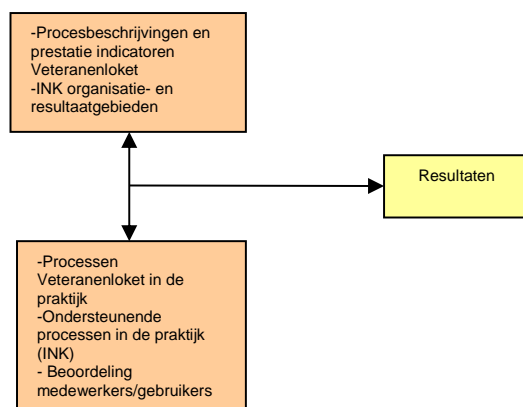 -Procesbeschrijvingen en
prestatie indicatoren
Veteranenloket
-INK organisatie- en
resultaatgebieden
Resultaten
-Processen
Veteranenloket in de
praktijk
-Ondersteunende
processen in de praktijk
(INK)
- Beoordeling
medewerkers/gebruikers